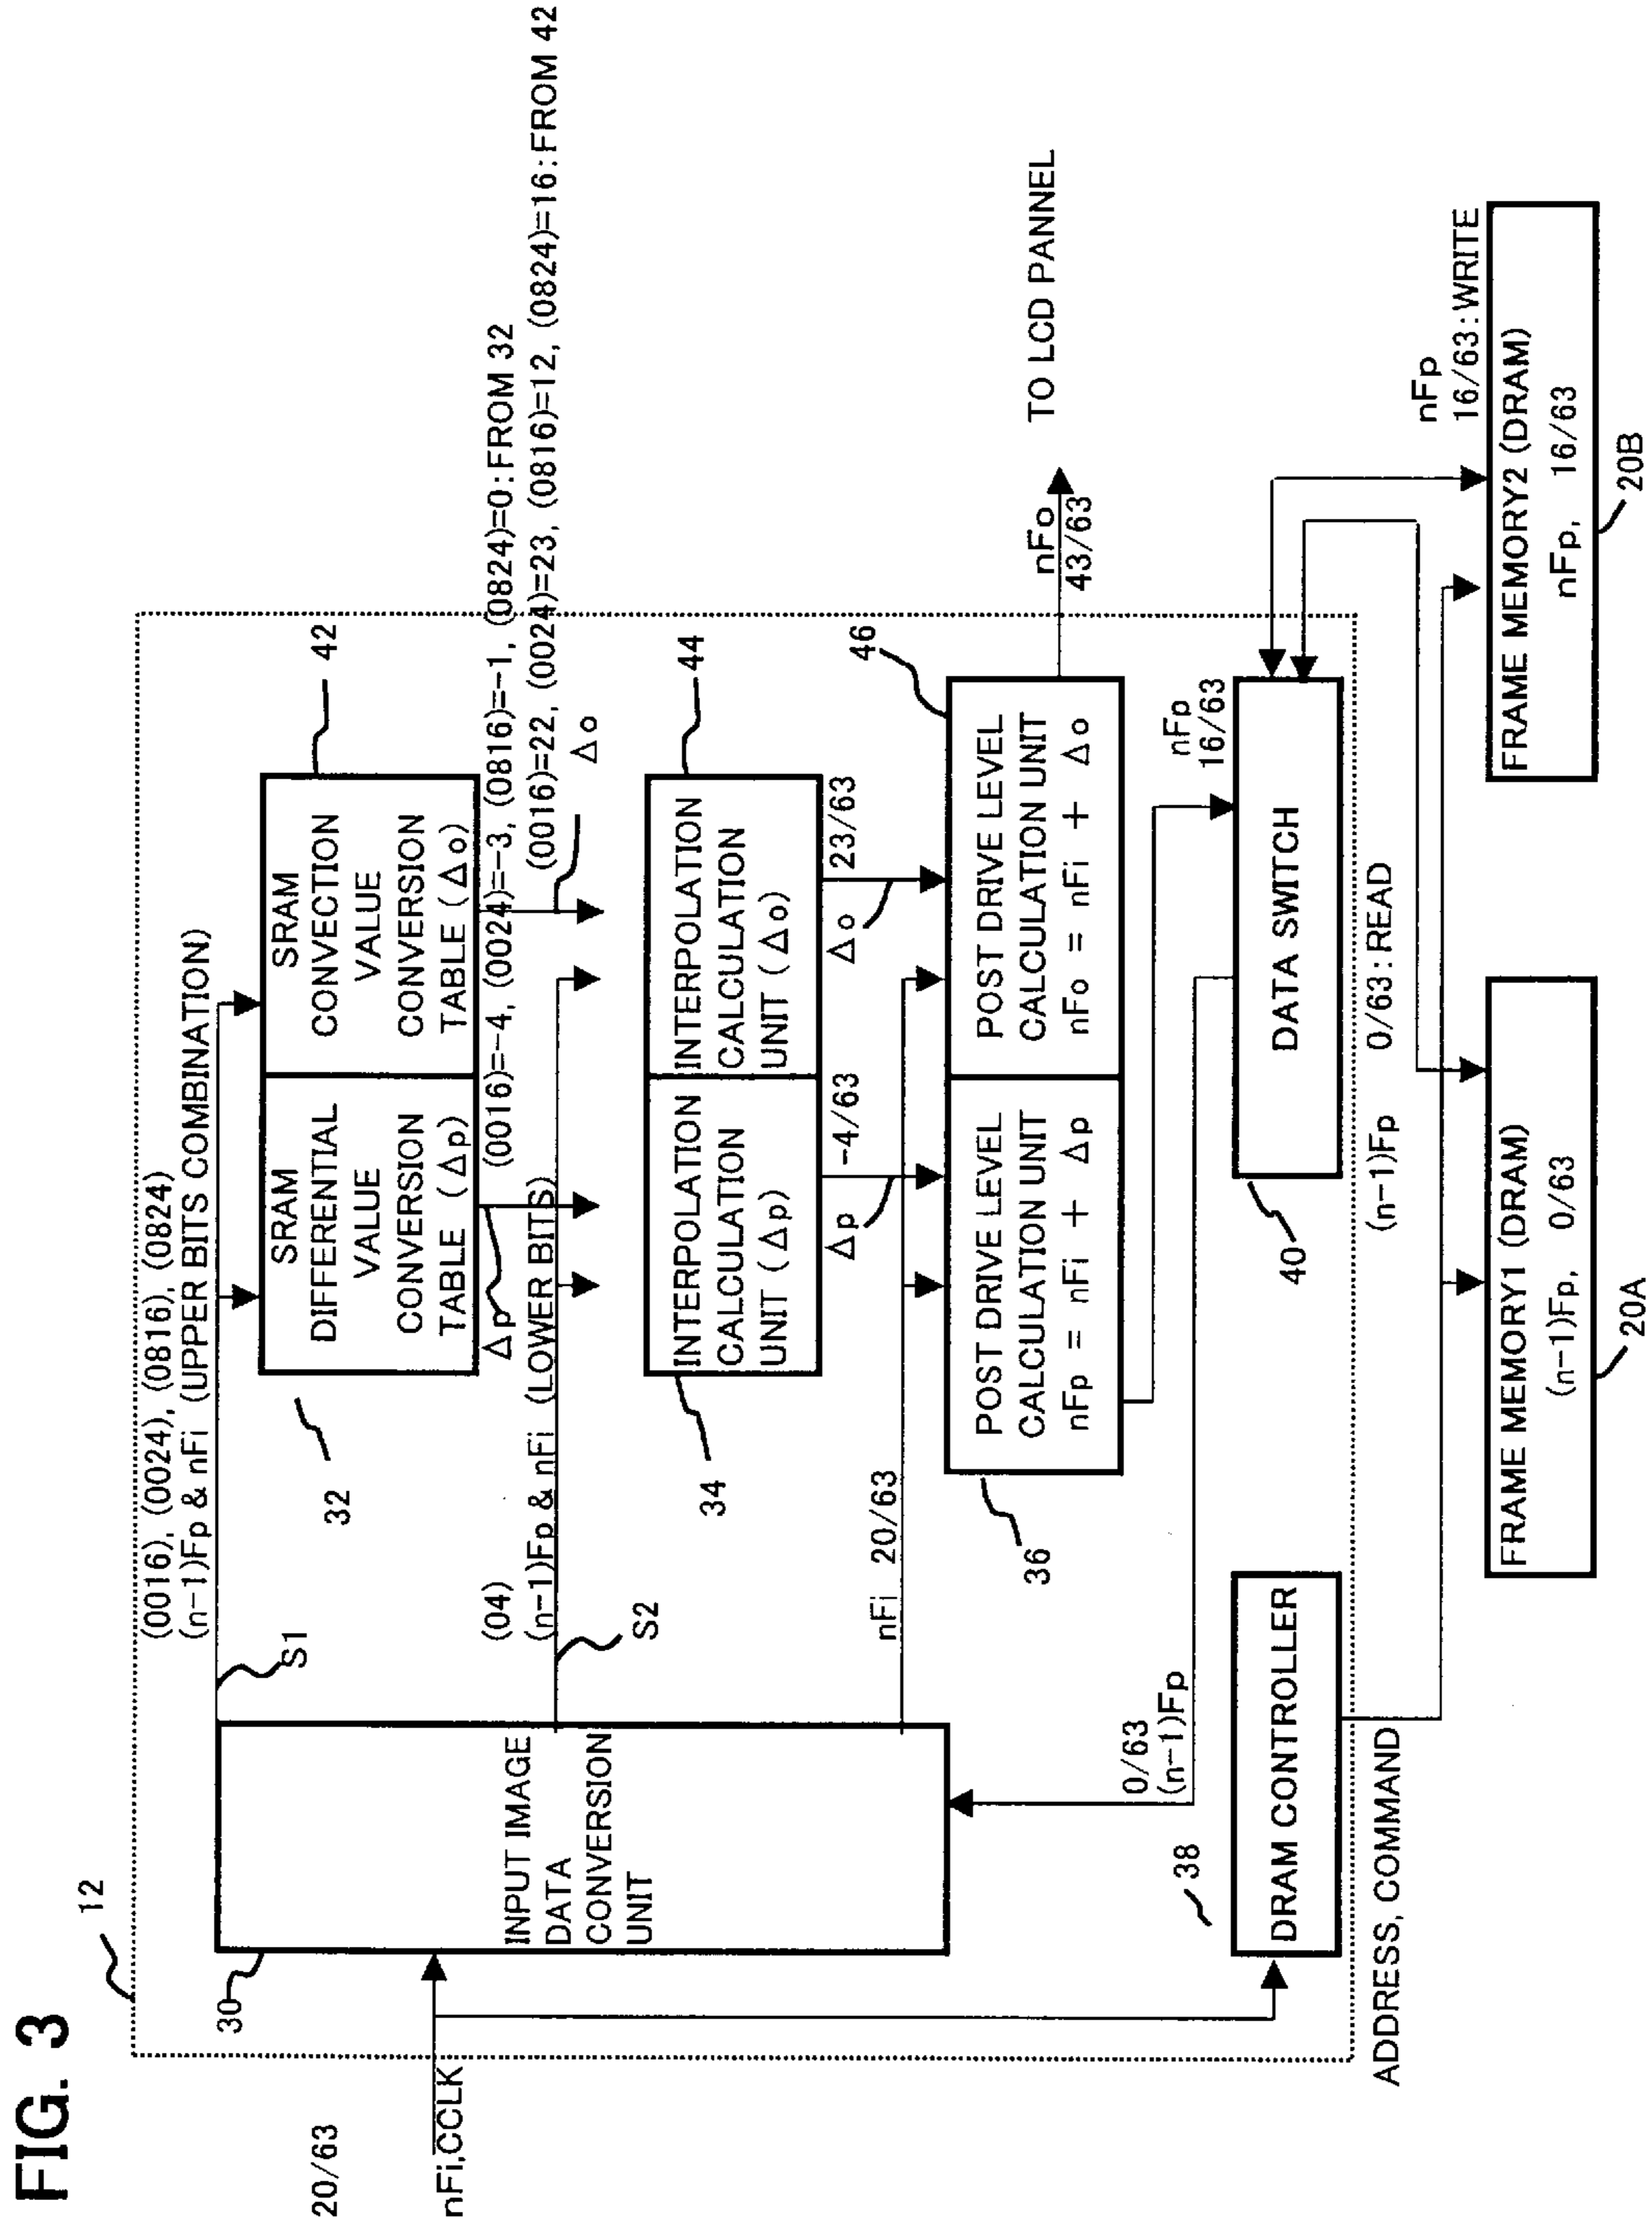 FIG. 3
12
20/63
nFi,CCLK
30
INPUT IMAGE
DATA
CONVERSION
UNIT
(0016), (0024), (0816), (0824)
(n-1)Fp & nFi (UPPER BITS COMBINATION)
S1
32
SRAM
DIFFERENTIAL
VALUE
CONVERSION
TABLE (Δp)
42
SRAM
CONVECTION
VALUE
CONVERSION
TABLE (Δo)
Δp
(0016)=-4, (0024)=-3, (0816)=-1, (0824)=0:FROM 32
(0016)=22, (0024)=23, (0816)=12, (0824)=16:FROM 42
Δo
(04)
(n-1)Fp & nFi (LOWER BITS)
S2
34
INTERPOLATION
CALCULATION
UNIT (Δp)
44
INTERPOLATION
CALCULATION
UNIT (Δo)
Δp
-4/63
Δo
23/63
nFi 20/63
36
POST DRIVE LEVEL
CALCULATION UNIT
nFp = nFi + Δp
46
POST DRIVE LEVEL
CALCULATION UNIT
nFo = nFi + Δo
nFo
43/63
TO LCD PANNEL
0/63
(n-1)Fp
nFp
16/63
38
DRAM CONTROLLER
40
DATA SWITCH
ADDRESS, COMMAND
(n-1)Fp 0/63:READ
nFp
16/63:WRITE
FRAME MEMORY1 (DRAM)
(n-1)Fp, 0/63
20A
FRAME MEMORY2 (DRAM)
nFp, 16/63
20B